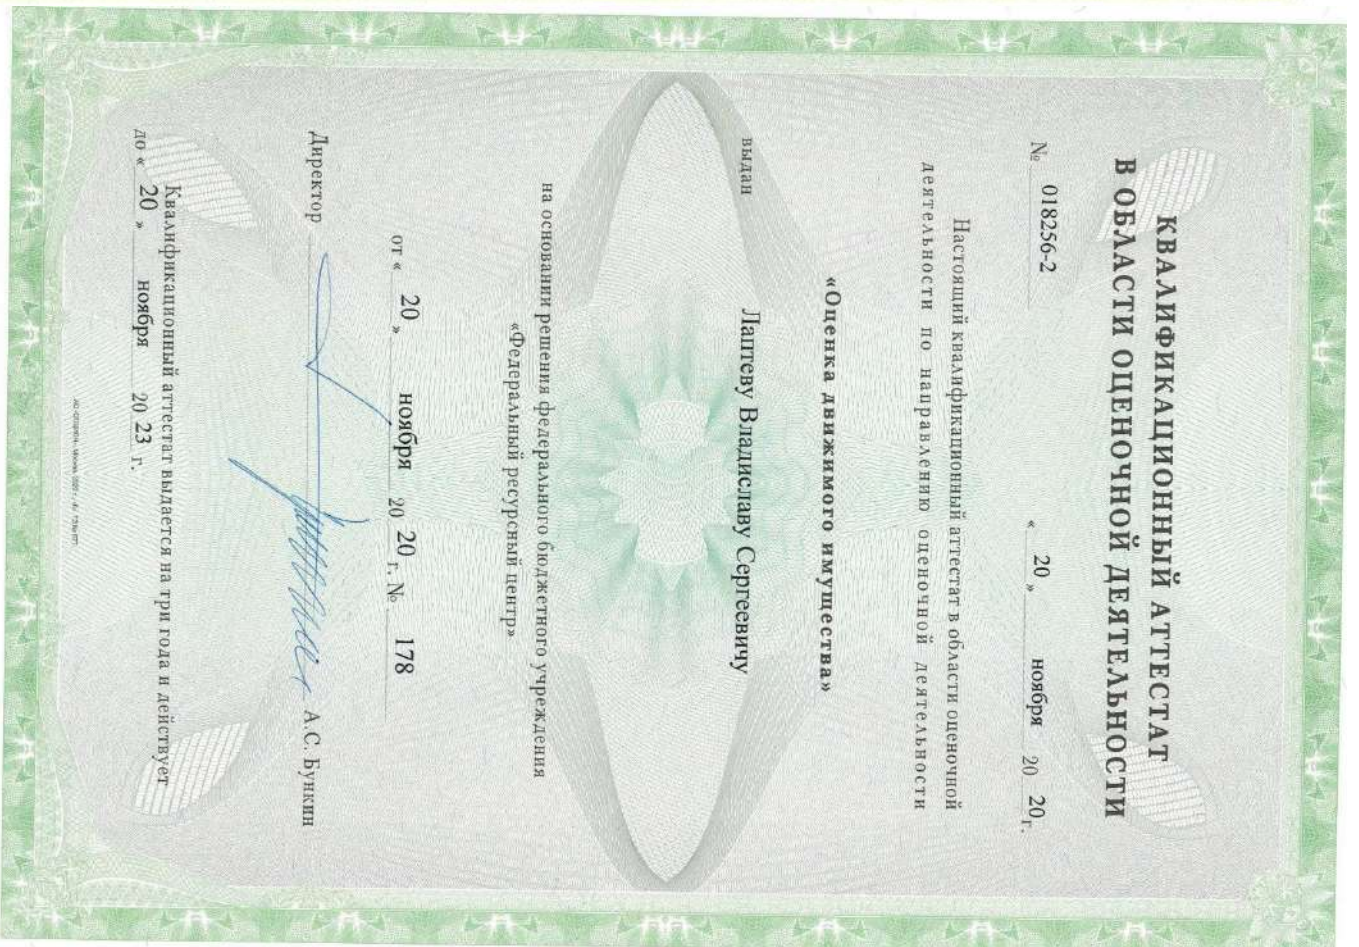 КВАЛИФИКАЦИОННЫЙ АТТЕСТАТ
В ОБЛАСТИ ОЦЕНОЧНОЙ ДЕЯТЕЛЬНОСТИ
№ 018256-2 « 20 » ноября 20 20 г.
Настоящий квалификационный аттестат в области оценочной
деятельности по направлению оценочной деятельности
«Оценка движимого имущества»
выдан Лаптеву Владиславу Сергеевичу
на основании решения федерального бюджетного учреждения
«Федеральный ресурсный центр»
от « 20 » ноября 20 20 г. № 178
Директор А.С. Бункин
Квалификационный аттестат выдается на три года и действует
до « 20 » ноября 20 23 г.